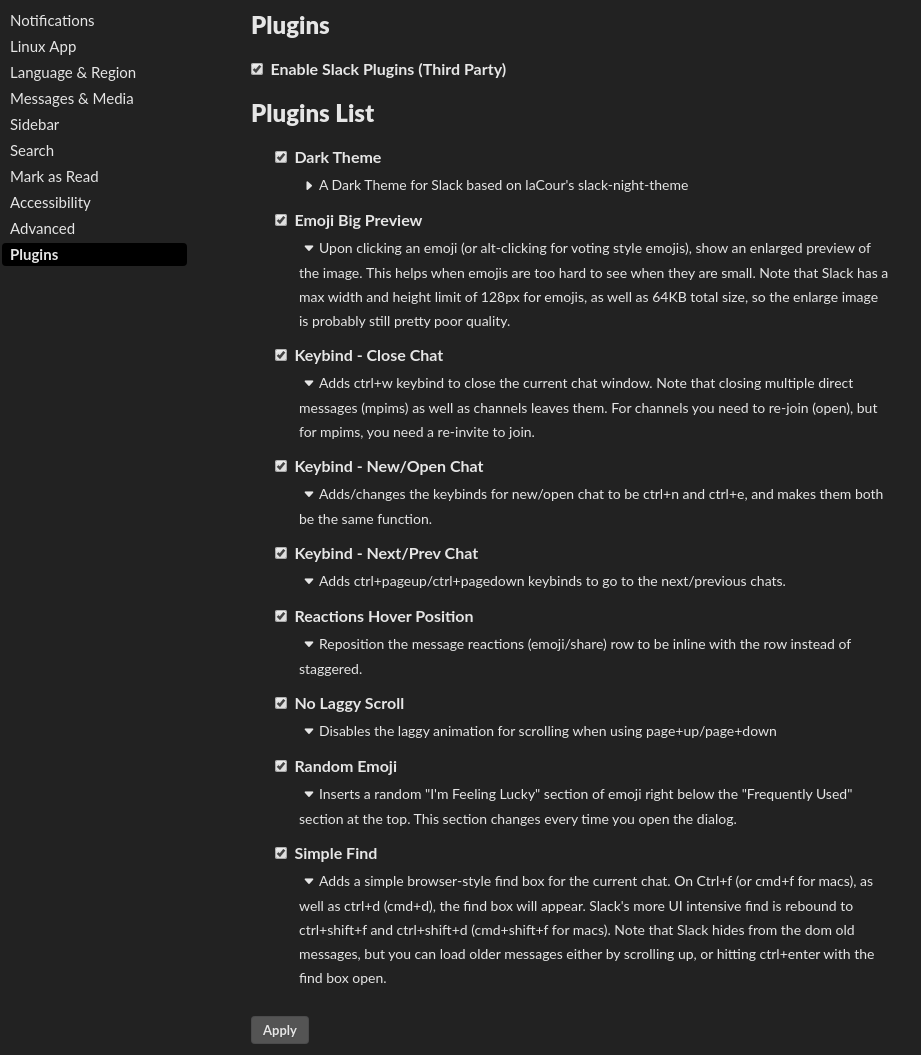 Notifications
Linux App
Language & Region
Messages & Media
Sidebar
Search
Mark as Read
Accessibility
Advanced
Plugins
Plugins
Enable Slack Plugins (Third Party)
Plugins List
Dark Theme
A Dark Theme for Slack based on laCour's slack-night-theme
Emoji Big Preview
Upon clicking an emoji (or alt-clicking for voting style emojis), show an enlarged preview of
the image. This helps when emojis are too hard to see when they are small. Note that Slack has a
max width and height limit of 128px for emojis, as well as 64KB total size, so the enlarge image
is probably still pretty poor quality.
Keybind - Close Chat
Adds ctrl+w keybind to close the current chat window. Note that closing multiple direct
messages (mpims) as well as channels leaves them. For channels you need to re-join (open), but
for mpims, you need a re-invite to join.
Keybind - New/Open Chat
Adds/changes the keybinds for new/open chat to be ctrl+n and ctrl+e, and makes them both
be the same function.
Keybind - Next/Prev Chat
Adds ctrl+pageup/ctrl+pagedown keybinds to go to the next/previous chats.
Reactions Hover Position
Reposition the message reactions (emoji/share) row to be inline with the row instead of
staggered.
No Laggy Scroll
Disables the laggy animation for scrolling when using page+up/page+down
Random Emoji
Inserts a random "I'm Feeling Lucky" section of emoji right below the "Frequently Used"
section at the top. This section changes every time you open the dialog.
Simple Find
Adds a simple browser-style find box for the current chat. On Ctrl+f (or cmd+f for macs), as
well as ctrl+d (cmd+d), the find box will appear. Slack's more UI intensive find is rebound to
ctrl+shift+f and ctrl+shift+d (cmd+shift+f for macs). Note that Slack hides from the dom old
messages, but you can load older messages either by scrolling up, or hitting ctrl+enter with the
find box open.
Apply